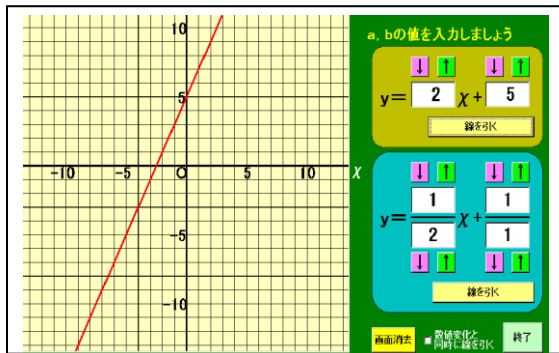 a, bの値を入力しましょう
↓ ↑ ↓ ↑
y= 2 χ+ 5
線を引く
↓ ↑ ↓ ↑
1 1
y= χ+
2 1
↓ ↑ ↓ ↑
線を引く
画面消去
数値変化と
同時に線を引く
終了
10
5
-10 -5 O 5 10 χ
-5
-10